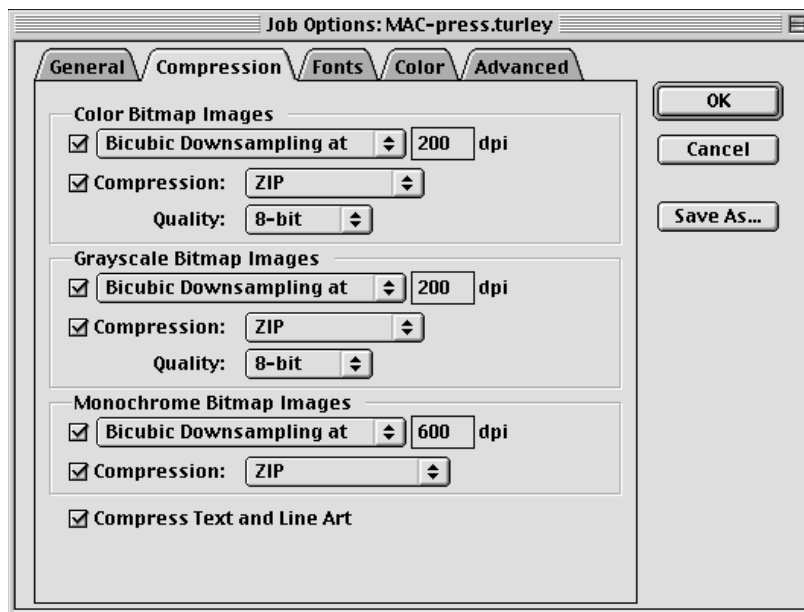 Job Options: MAC-press.turley
General Compression Fonts Color Advanced
Color Bitmap Images
Bicubic Downsampling at 200 dpi
Compression: ZIP
Quality: 8-bit
Grayscale Bitmap Images
Bicubic Downsampling at 200 dpi
Compression: ZIP
Quality: 8-bit
Monochrome Bitmap Images
Bicubic Downsampling at 600 dpi
Compression: ZIP
Compress Text and Line Art
OK
Cancel
Save As...